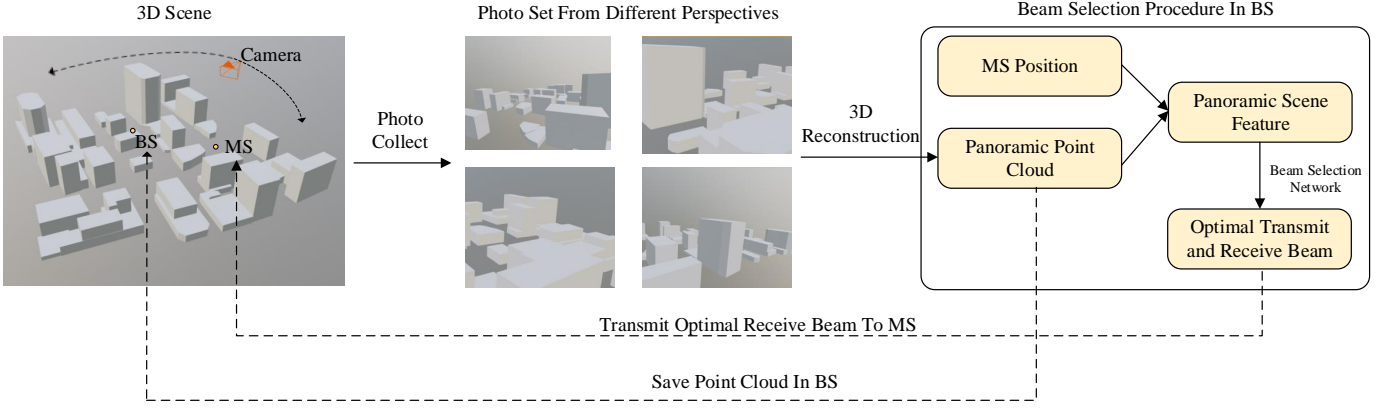 3D Scene
Photo Set From Different Perspectives
Beam Selection Procedure In BS
Camera
BS
MS
Photo
Collect
3D
Reconstruction
MS Position
Panoramic Point
Cloud
Panoramic Scene
Feature
Beam Selection
Network
Optimal Transmit
and Receive Beam
Transmit Optimal Receive Beam To MS
Save Point Cloud In BS